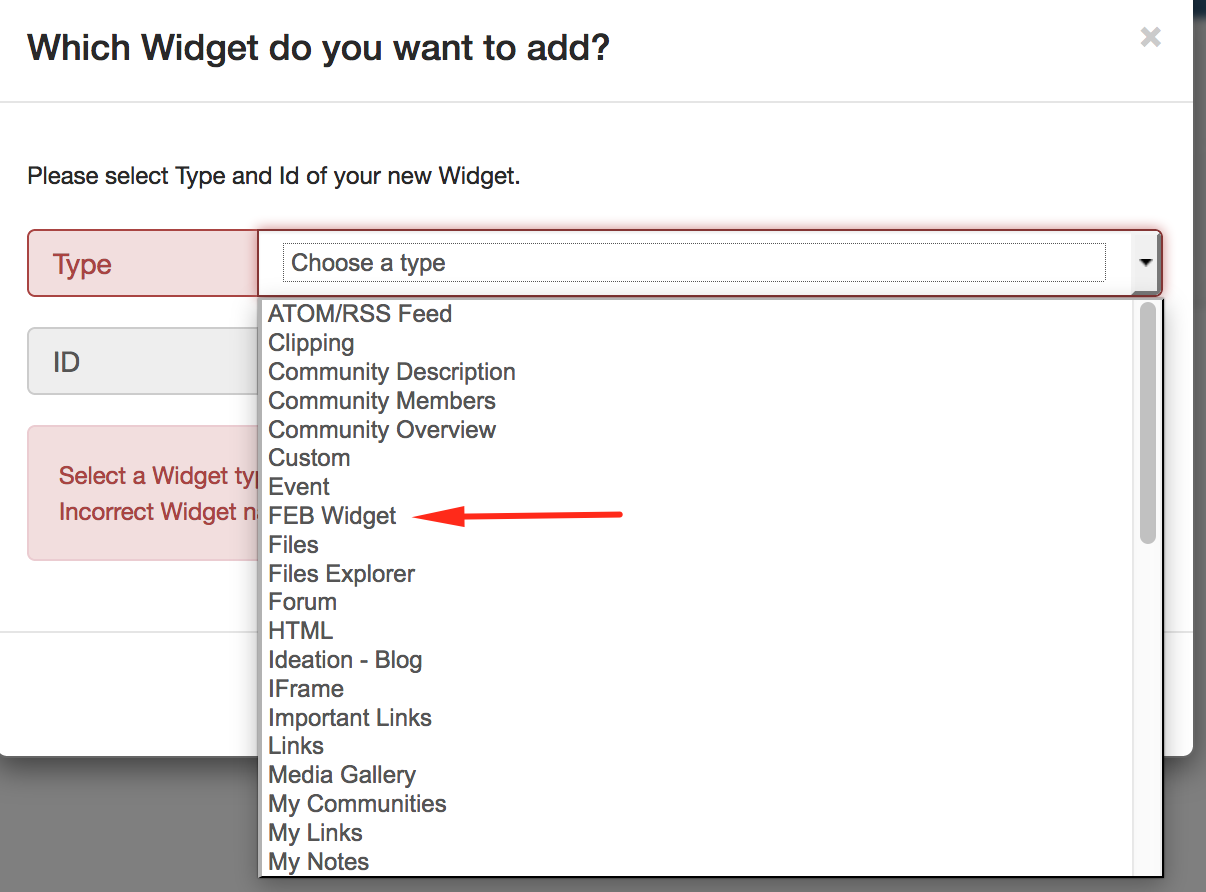 Which Widget do you want to add?
×
Please select Type and Id of your new Widget.
Type
Choose a type
ID
Select a Widget
Incorrect Widget
ATOM/RSS Feed
Clipping
Community Description
Community Members
Community Overview
Custom
Event
FEB Widget
Files
Files Explorer
Forum
HTML
Ideation - Blog
IFrame
Important Links
Links
Media Gallery
My Communities
My Links
My Notes